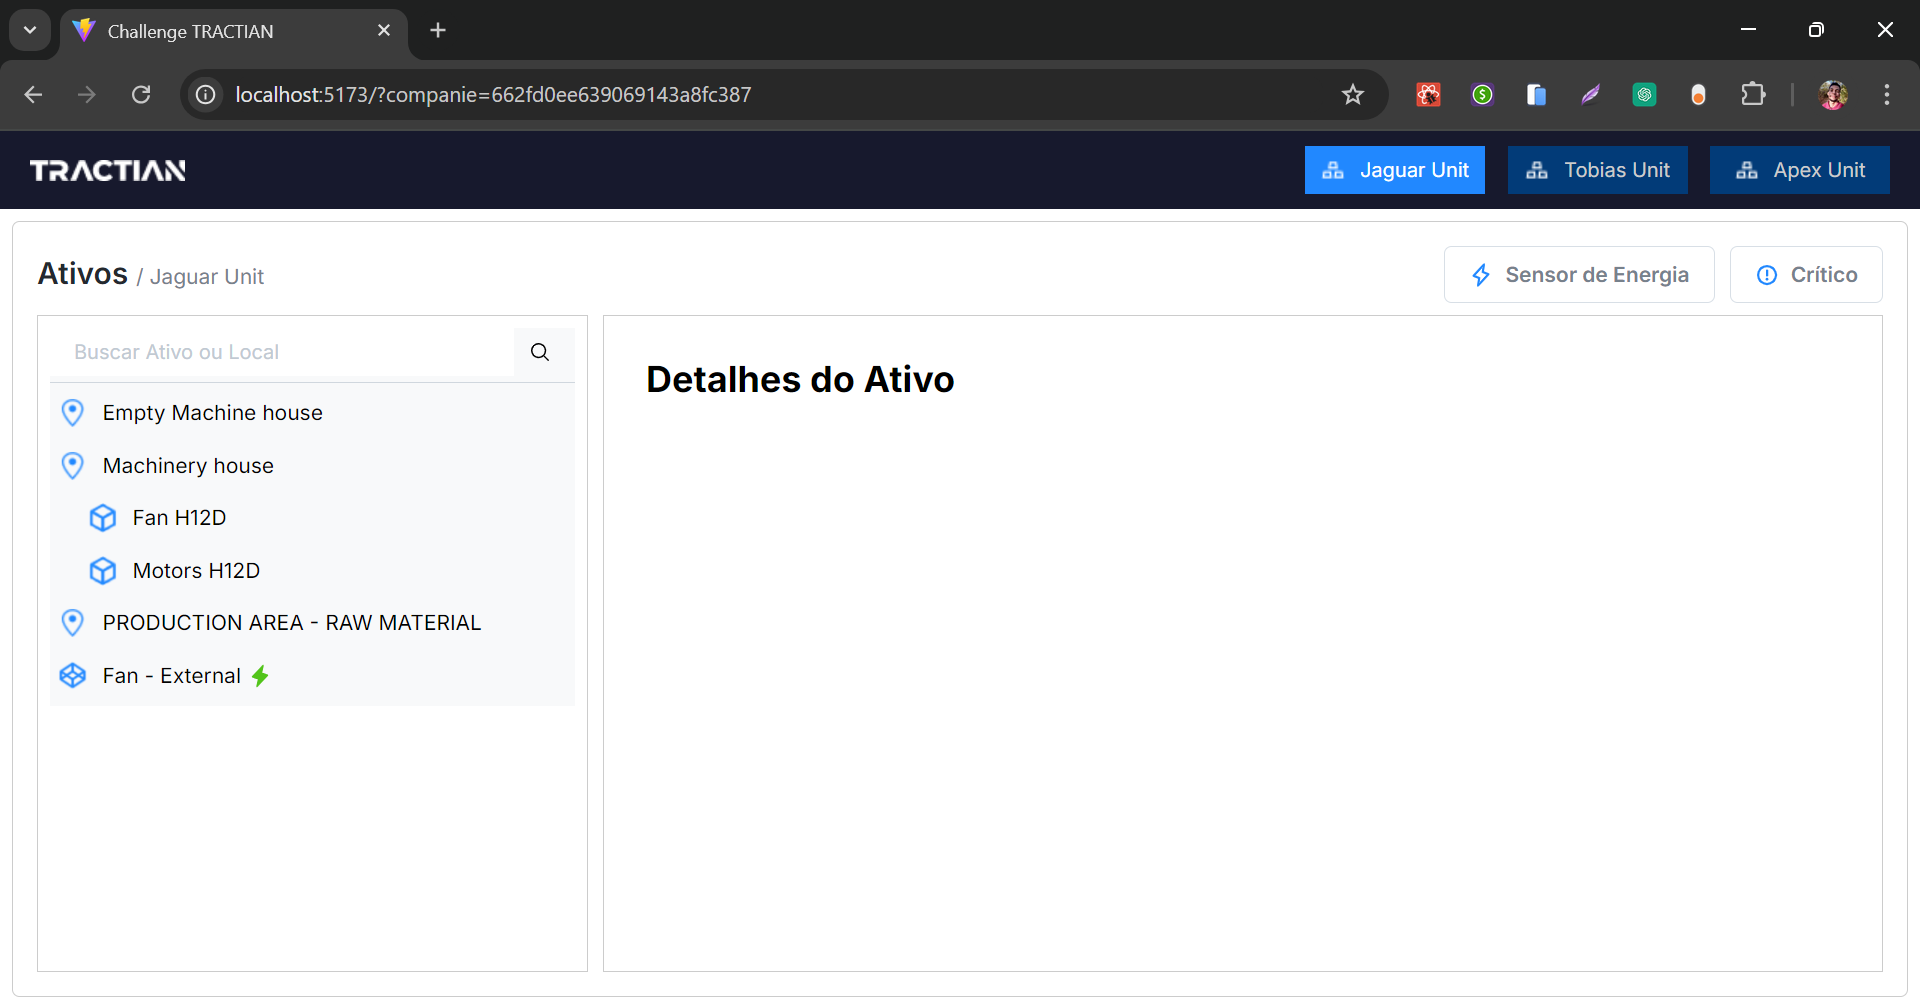 Challenge TRACTIAN
localhost:5173/?companie=662fd0ee639069143a8fc387
TRACTIAN
Jaguar Unit
Tobias Unit
Apex Unit
Ativos / Jaguar Unit
Sensor de Energia
Crítico
Buscar Ativo ou Local
Empty Machine house
Machinery house
Fan H12D
Motors H12D
PRODUCTION AREA - RAW MATERIAL
Fan - External
Detalhes do Ativo